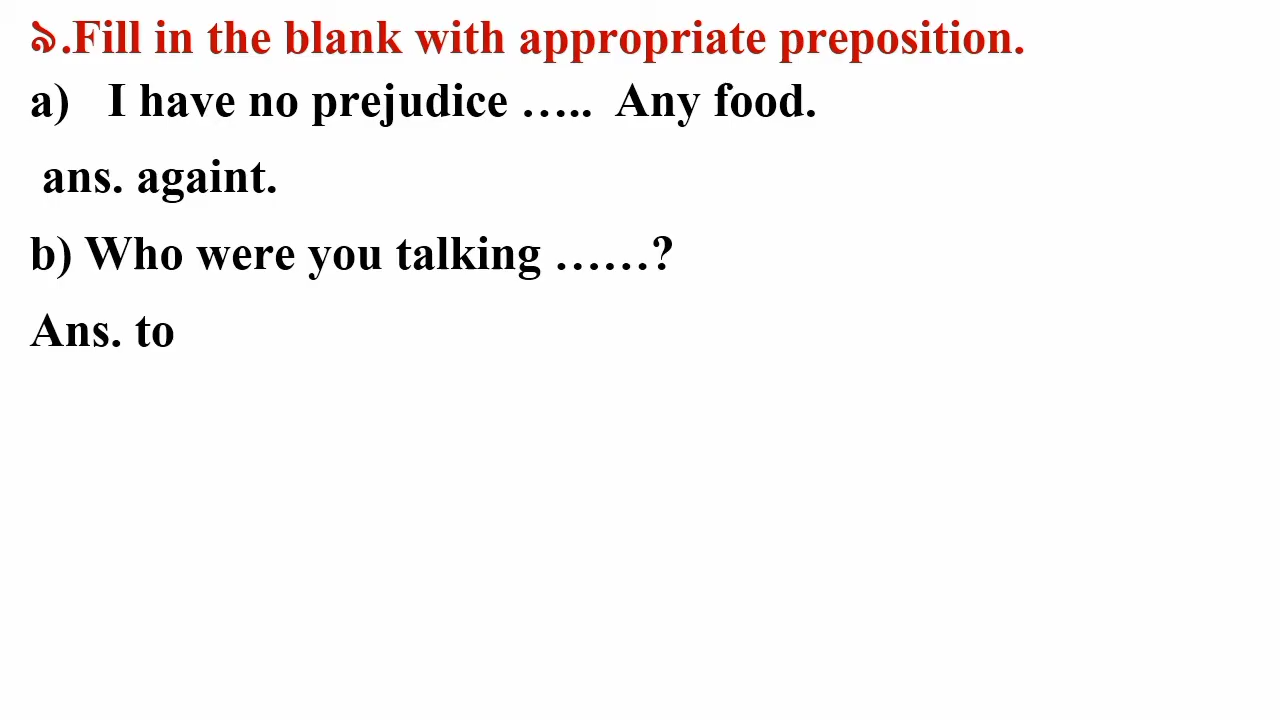 ৯.Fill in the blank with appropriate preposition.
a) I have no prejudice ….. Any food.
ans. againt.
b) Who were you talking ……?
Ans. to